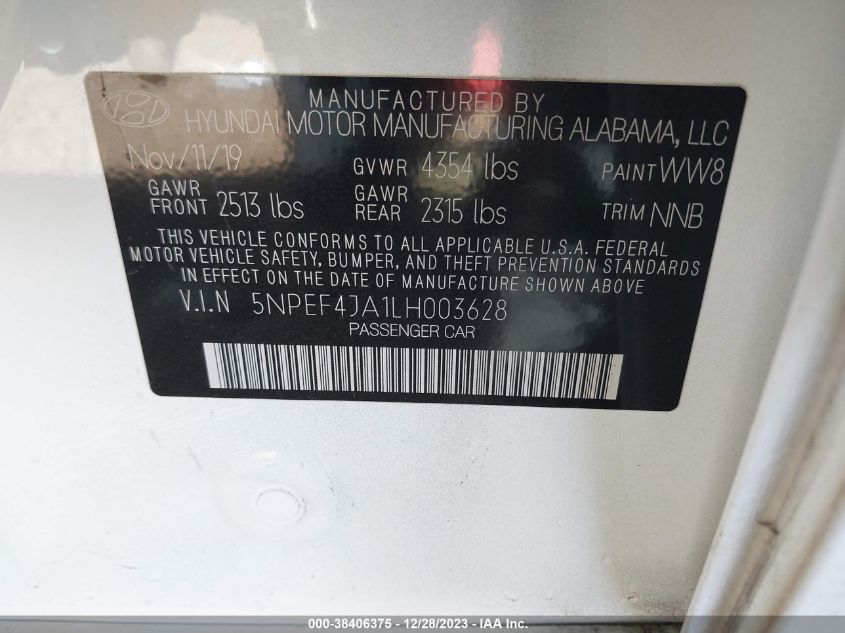 MANUFACTURED BY
HYUNDAI MOTOR MANUFACTURING ALABAMA, LLC
Nov/11/19 GVWR 4354 lbs PAINT WW8
GAWR FRONT 2513 lbs GAWR REAR 2315 lbs TRIM NNB
THIS VEHICLE CONFORMS TO ALL APPLICABLE U.S.A. FEDERAL
MOTOR VEHICLE SAFETY, BUMPER, AND THEFT PREVENTION STANDARDS
IN EFFECT ON THE DATE OF MANUFACTURE SHOWN ABOVE
V.I.N 5NPEF4JA1LH003628
PASSENGER CAR
000-38406375 - 12/28/2023 - IAA Inc.